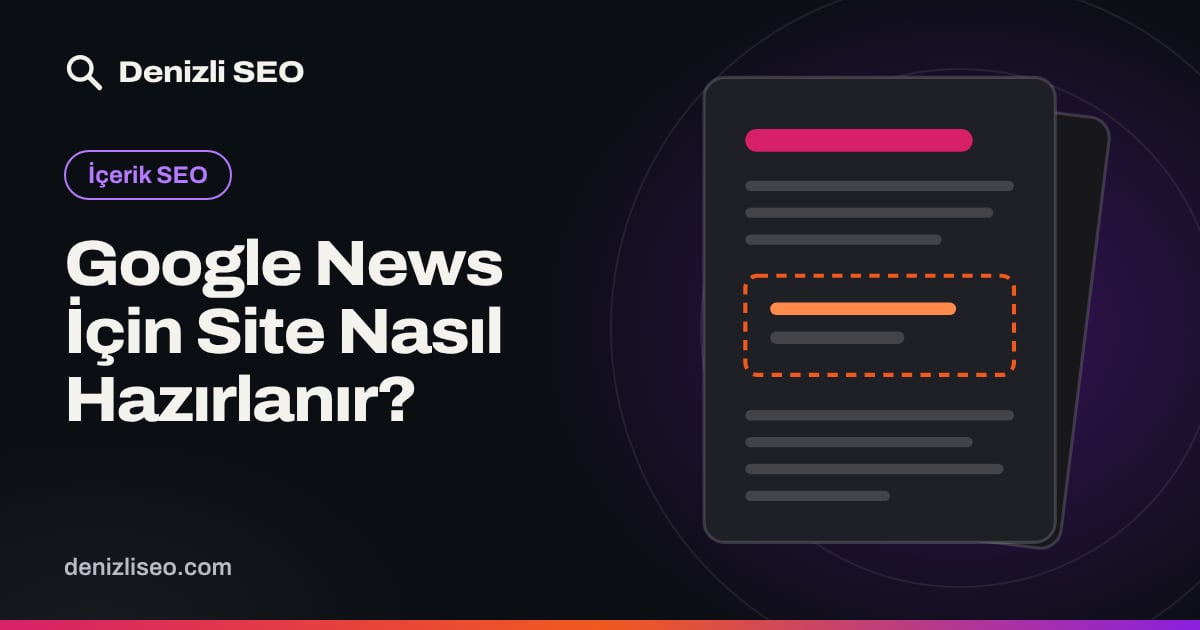 Denizli SEO
İçerik SEO
Google News
İçin Site Nasıl
Hazırlanır?
denizliseo.com